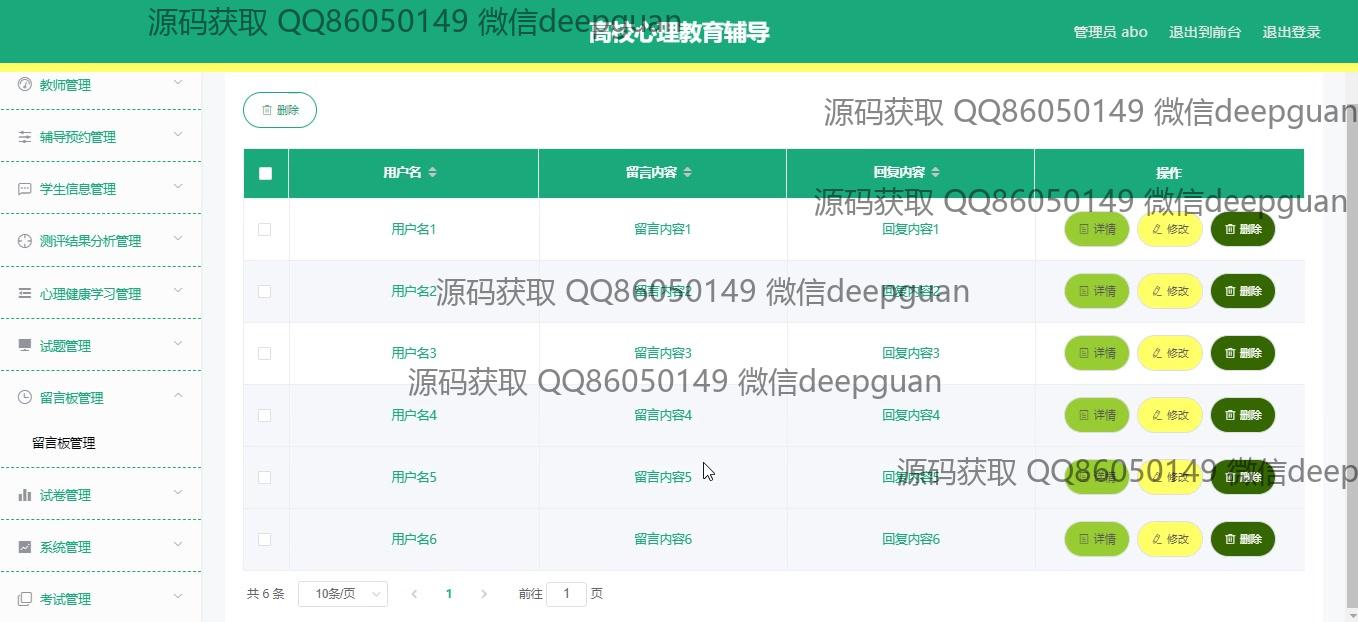 源码获取 QQ86050149 微信deepguan
高校心理教育辅导
管理员 abo 退出到前台 退出登录
教师管理
辅导预约管理
学生信息管理
测评结果分析管理
心理健康学习管理
试题管理
留言板管理
留言板管理
试卷管理
系统管理
考试管理
删除
源码获取 QQ86050149 微信deepguan
用户名 留言内容 回复内容 操作
源码获取 QQ86050149 微信deepguan
用户名1 留言内容1 回复内容1 详情 修改 删除
用户名2 留言内容2 回复内容2 详情 修改 删除
源码获取 QQ86050149 微信deepguan
用户名3 留言内容3 回复内容3 详情 修改 删除
源码获取 QQ86050149 微信deepguan
用户名4 留言内容4 回复内容4 详情 修改 删除
用户名5 留言内容5 回复内容5 详情 修改 删除
源码获取 QQ86050149 微信deep
用户名6 留言内容6 回复内容6 详情 修改 删除
共 6 条 10条/页 1 前往 1 页